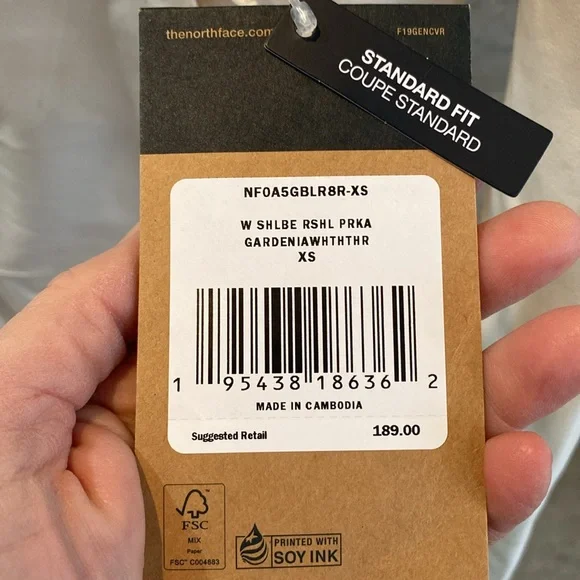 thenorthface.com
F19GENCVR
STANDARD FIT
COUPE STANDARD
NF0A5GBLR8R-XS
W SHLBE RSHL PRKA
GARDENIAWHTHTHR
XS
1 95438 18636 2
MADE IN CAMBODIA
Suggested Retail 189.00
FSC
MIX
Paper
FSC™ C004683
PRINTED WITH
SOY INK